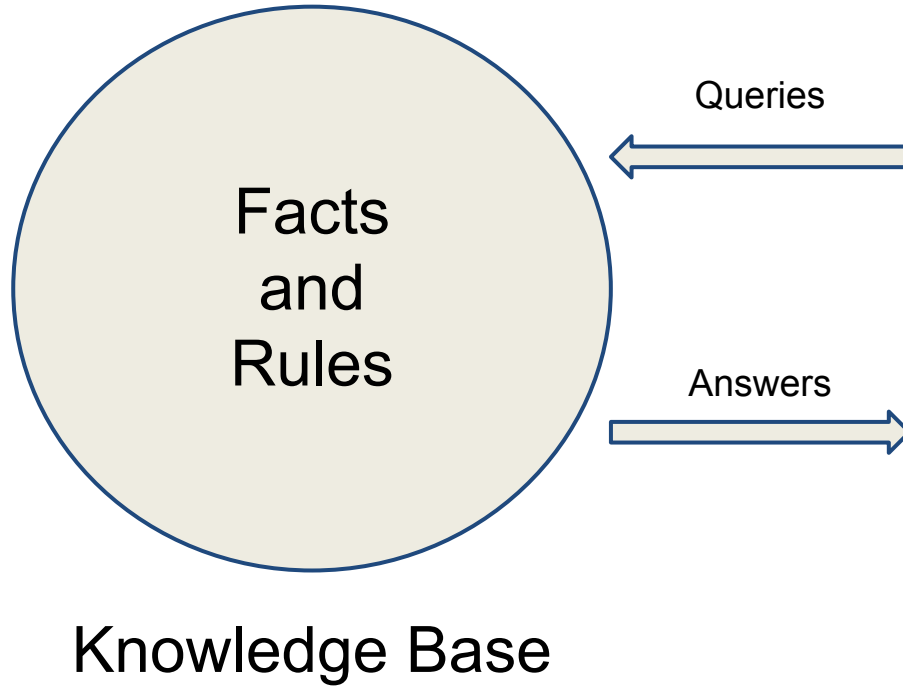 Queries
Facts
and
Rules
Answers
Knowledge Base